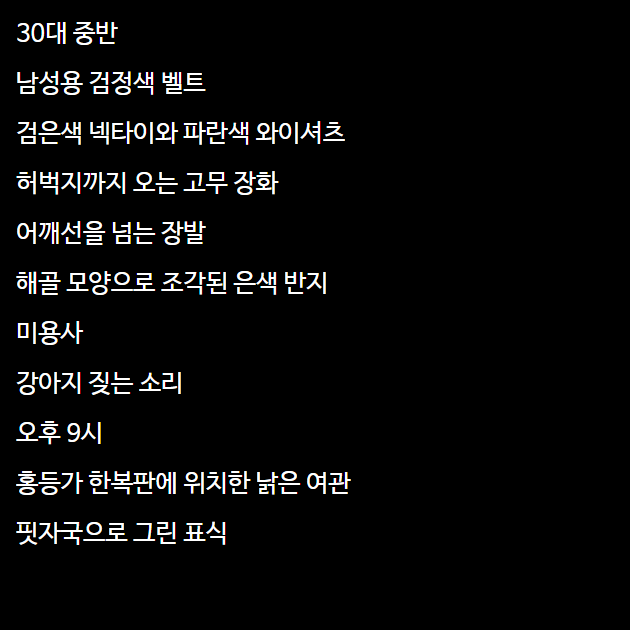 30대 중반
남성용 검정색 벨트
검은색 넥타이와 파란색 와이셔츠
허벅지까지 오는 고무 장화
어깨선을 넘는 장발
해골 모양으로 조각된 은색 반지
미용사
강아지 짖는 소리
오후 9시
홍등가 한복판에 위치한 낡은 여관
핏자국으로 그린 표식